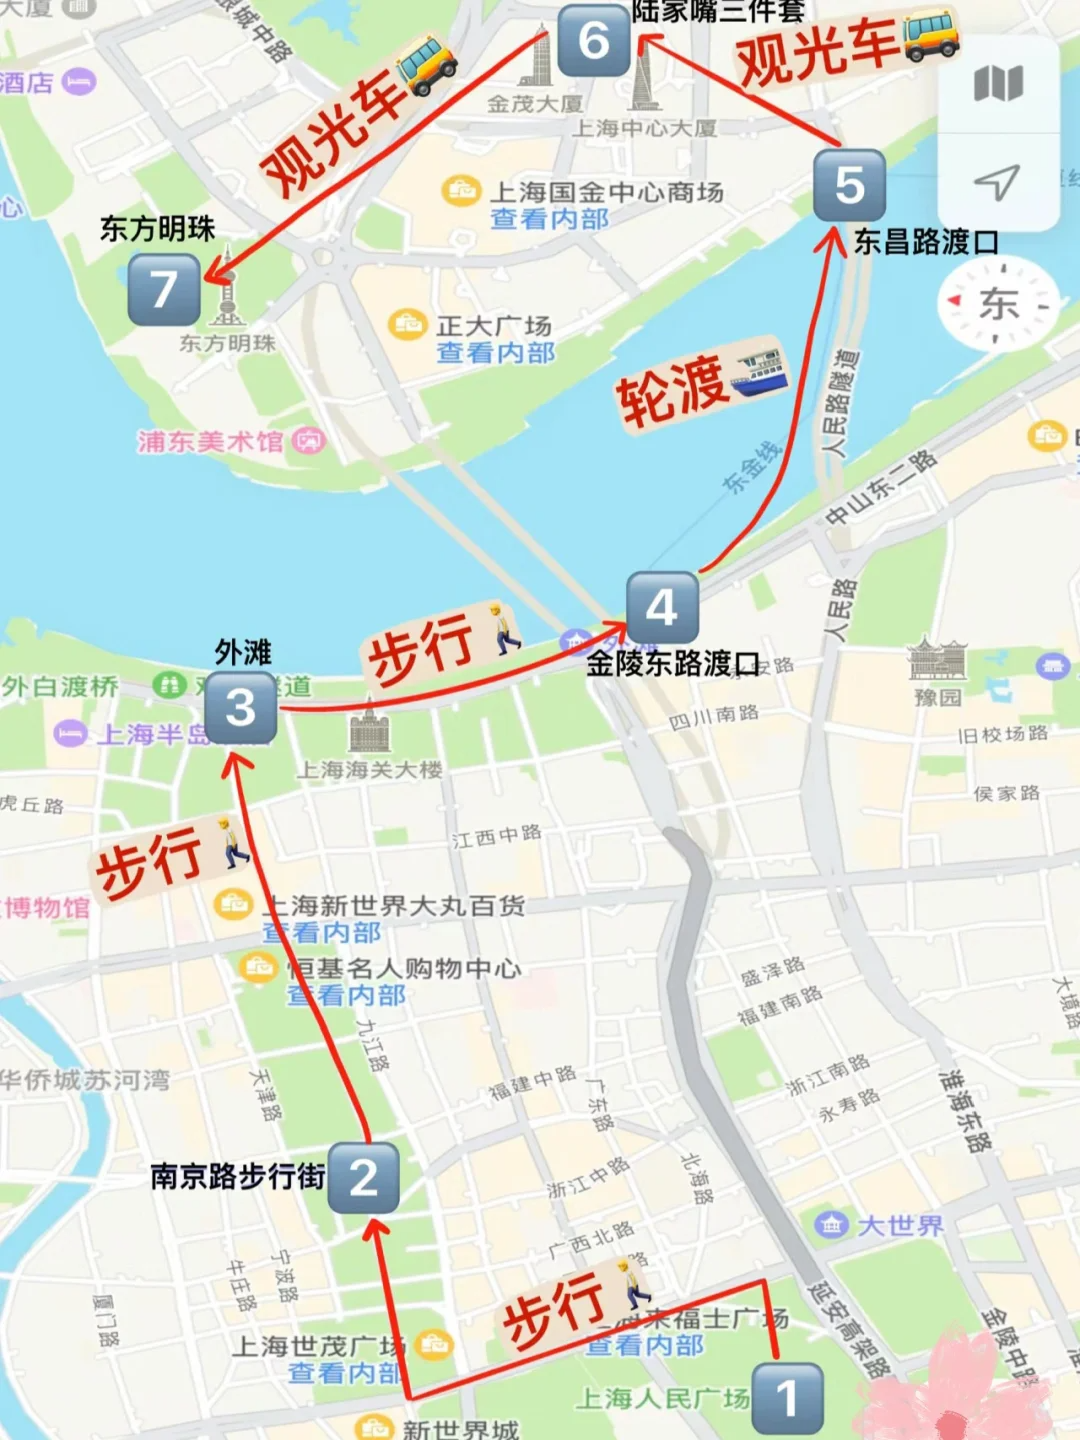 大厦
银城中路
陆家嘴三件套
6
观光车
观光车
酒店
金茂大厦
上海中心大厦
5
上海国金中心商场
查看内部
心
东方明珠
东昌路渡口
7
东
正大广场
查看内部
东方明珠
轮渡
人民路隧道
浦东美术馆
东金线
中山东二路
4
人民路
步行
外滩
外滩
金陵东路渡口
永安路
外白渡桥
隧道
豫园
3
四川南路
上海半岛
旧校场路
上海海关大楼
虎丘路
侯家路
江西中路
步行
博物馆
上海新世界大丸百货
查看内部
恒基名人购物中心
查看内部
盛泽路
福建南路
大境路
九江路
华侨城苏河湾
天津路
福建中路
广东路
浙江南路
永寿路
淮海东路
南京路步行街
2
浙江中路
北海路
大世界
广西北路
路
宁波路
牛庄路
厦门路
步行
延安高架路
金陵中路
上海来福士广场
查看内部
上海世茂广场
查看内部
上海人民广场
1
新世界城